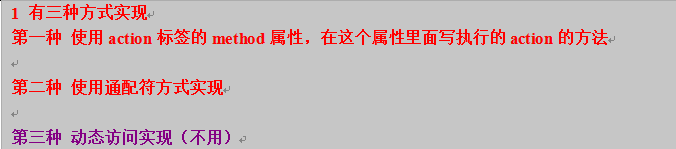 1 有三种方式实现
第一种 使用 action 标签的 method 属性，在这个属性里面写执行的 action 的方法
第二种 使用通配符方式实现
第三种 动态访问实现（不用）